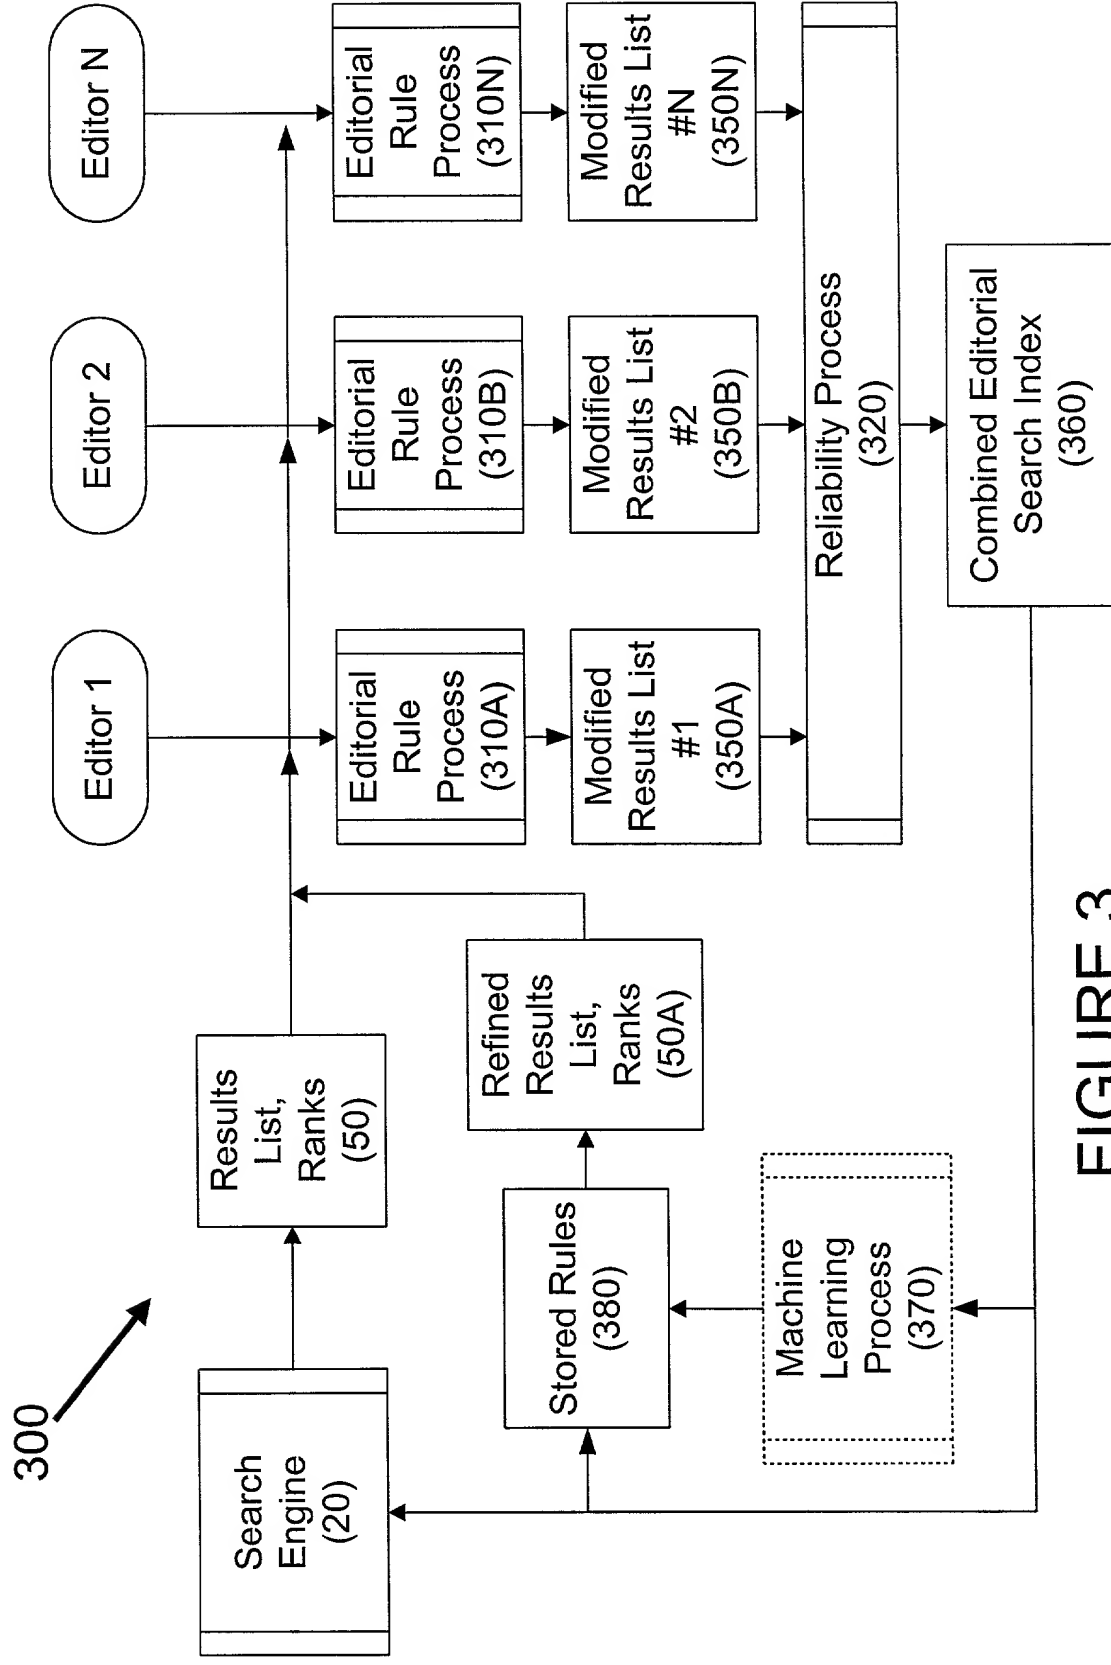 300
Search
Engine
(20)
Results
List,
Ranks
(50)
Editor 1
Editor 2
Editor N
Editorial
Rule
Process
(310A)
Editorial
Rule
Process
(310B)
Editorial
Rule
Process
(310N)
Stored Rules
(380)
Refined
Results
List,
Ranks
(50A)
Modified
Results List
#1
(350A)
Modified
Results List
#2
(350B)
Modified
Results List
#N
(350N)
Machine
Learning
Process
(370)
Reliability Process
(320)
Combined Editorial
Search Index
(360)
FIGURE 3